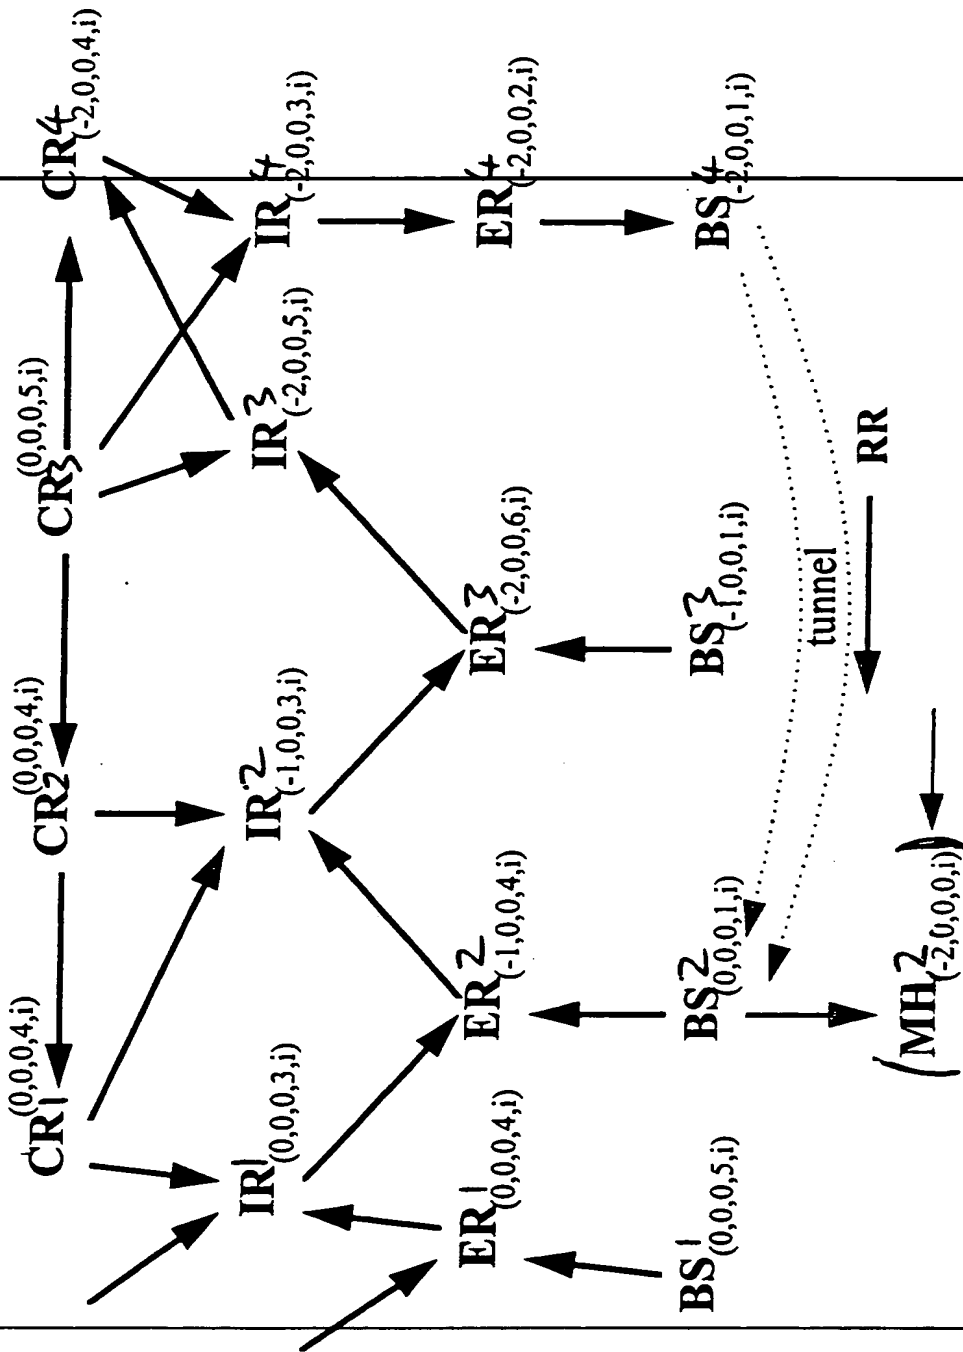 CR1 (0,0,0,4,i)
CR2 (0,0,0,4,i)
CR3 (0,0,0,5,i)
CR4 (-2,0,0,4,i)
IR1 (0,0,0,3,i)
IR2 (-1,0,0,3,i)
IR3 (-2,0,0,5,i)
IR4 (-2,0,0,3,i)
ER1 (0,0,0,4,i)
ER2 (-1,0,0,4,i)
ER3 (-2,0,0,6,i)
ER4 (-2,0,0,2,i)
BS1 (0,0,0,5,i)
BS2 (0,0,0,1,i)
BS3 (-1,0,0,1,i)
BS4 (-2,0,0,1,i)
tunnel
(MH2 (-2,0,0,0,i))
RR